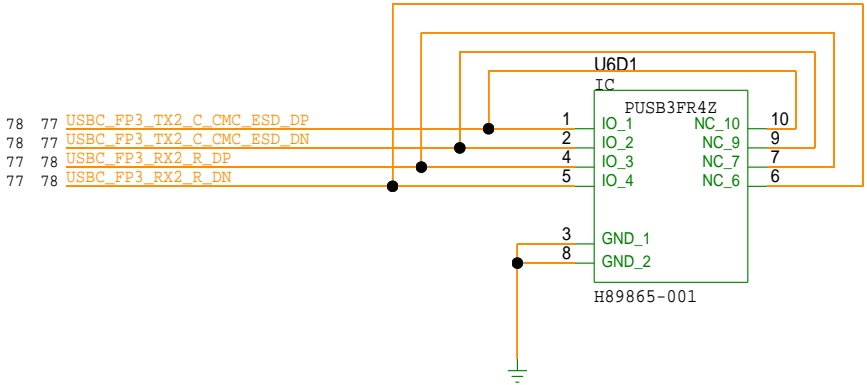 U6D1
IC
PUSB3FR4Z
78 77 USBC_FP3_TX2_C_CMC_ESD_DP 1 IO_1 NC_10 10
78 77 USBC_FP3_TX2_C_CMC_ESD_DN 2 IO_2 NC_9 9
77 78 USBC_FP3_RX2_R_DP 4 IO_3 NC_7 7
77 78 USBC_FP3_RX2_R_DN 5 IO_4 NC_6 6
3 GND_1
8 GND_2
H89865-001